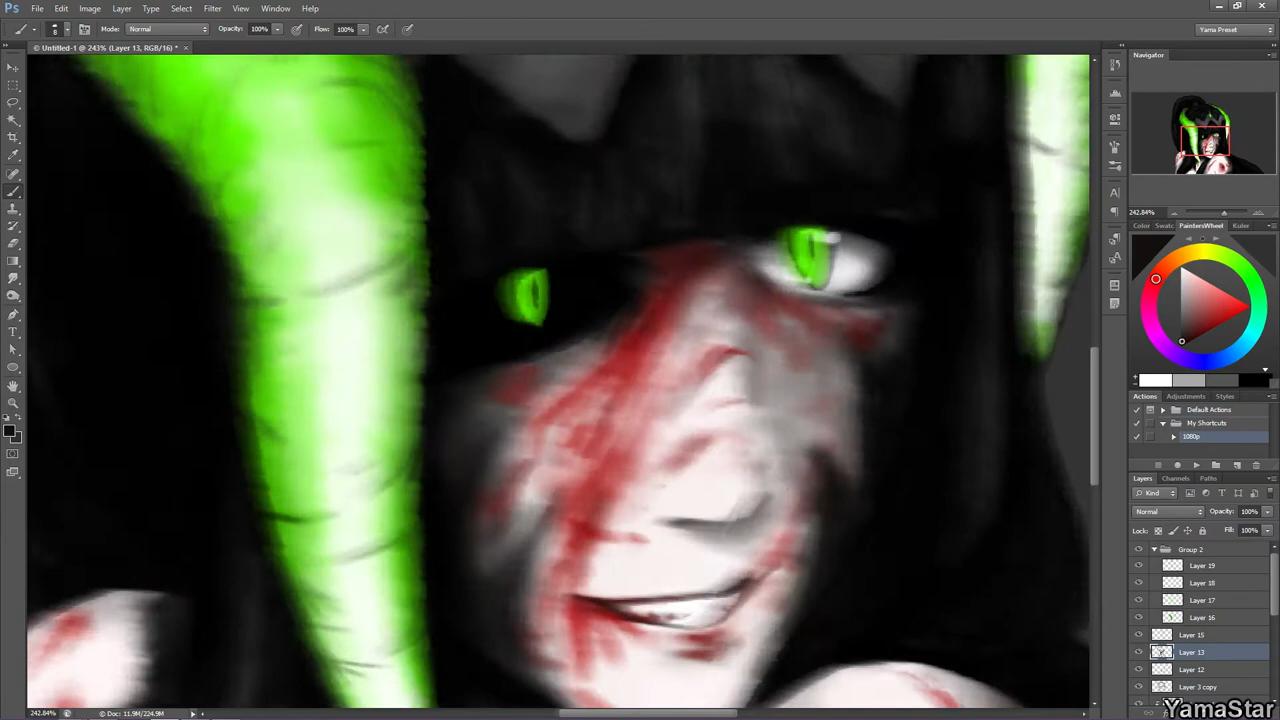 Ps File Edit Image Layer Type Select Filter View Window Help
8 Mode: Normal Opacity: 100% Flow: 100% Yama Preset
© Untitled-1 @ 243% (Layer 13, RGB/16) * ×
Navigator
242.84%
Color Swatc PaintersWheel Kuler
Actions Adjustments Styles
Default Actions
My Shortcuts
1080p
Layers Channels Paths
Kind
Normal Opacity: 100%
Lock: Fill: 100%
Group 2
Layer 19
Layer 18
Layer 17
Layer 16
Layer 15
Layer 13
Layer 12
Layer 3 copy
242.84% Doc: 11.9M/224.9M
YamaStar